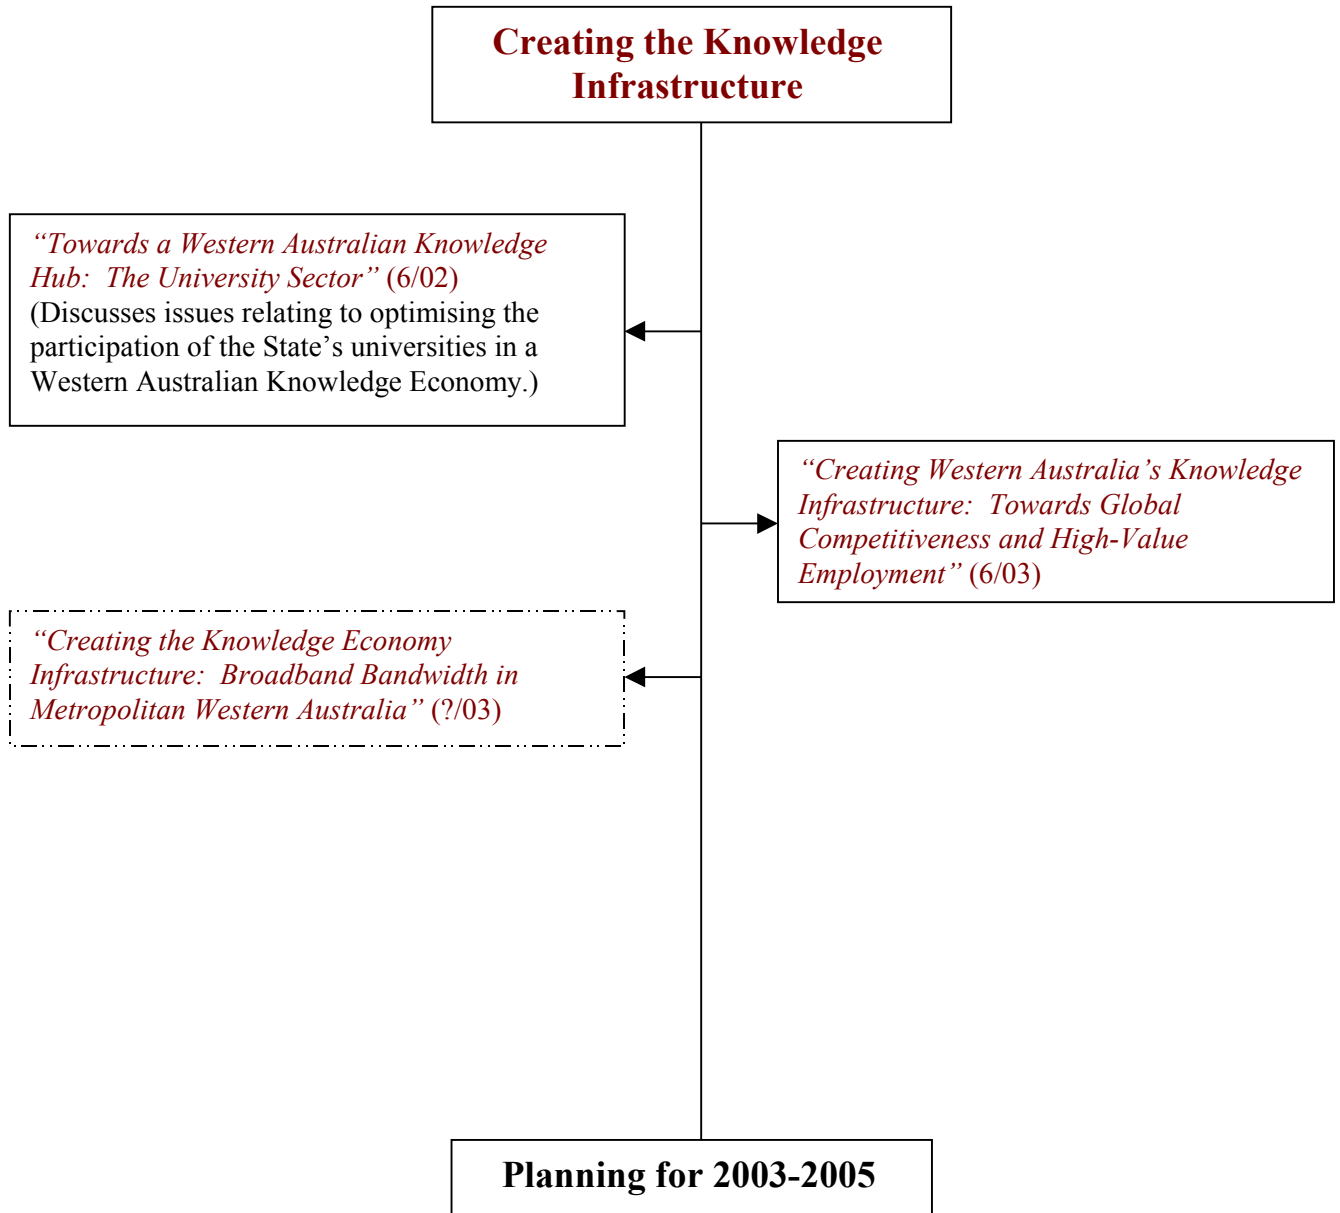 Creating the Knowledge
Infrastructure
“Towards a Western Australian Knowledge
Hub:  The University Sector” (6/02)
(Discusses issues relating to optimising the
participation of the State’s universities in a
Western Australian Knowledge Economy.)
“Creating Western Australia’s Knowledge
Infrastructure:  Towards Global
Competitiveness and High-Value
Employment” (6/03)
“Creating the Knowledge Economy
Infrastructure:  Broadband Bandwidth in
Metropolitan Western Australia” (?/03)
Planning for 2003-2005